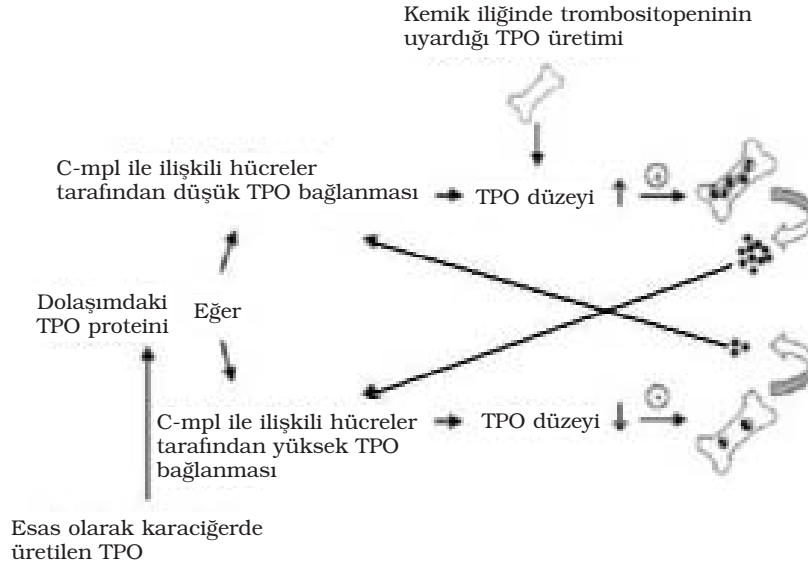 Kemik iliğinde trombositopeninin
uyardığı TPO üretimi
C-mpl ile ilişkili hücreler
tarafından düşük TPO bağlanması
TPO düzeyi
Dolaşımdaki
TPO proteini
Eğer
C-mpl ile ilişkili hücreler
tarafından yüksek TPO
bağlanması
TPO düzeyi
Esas olarak karaciğerde
üretilen TPO